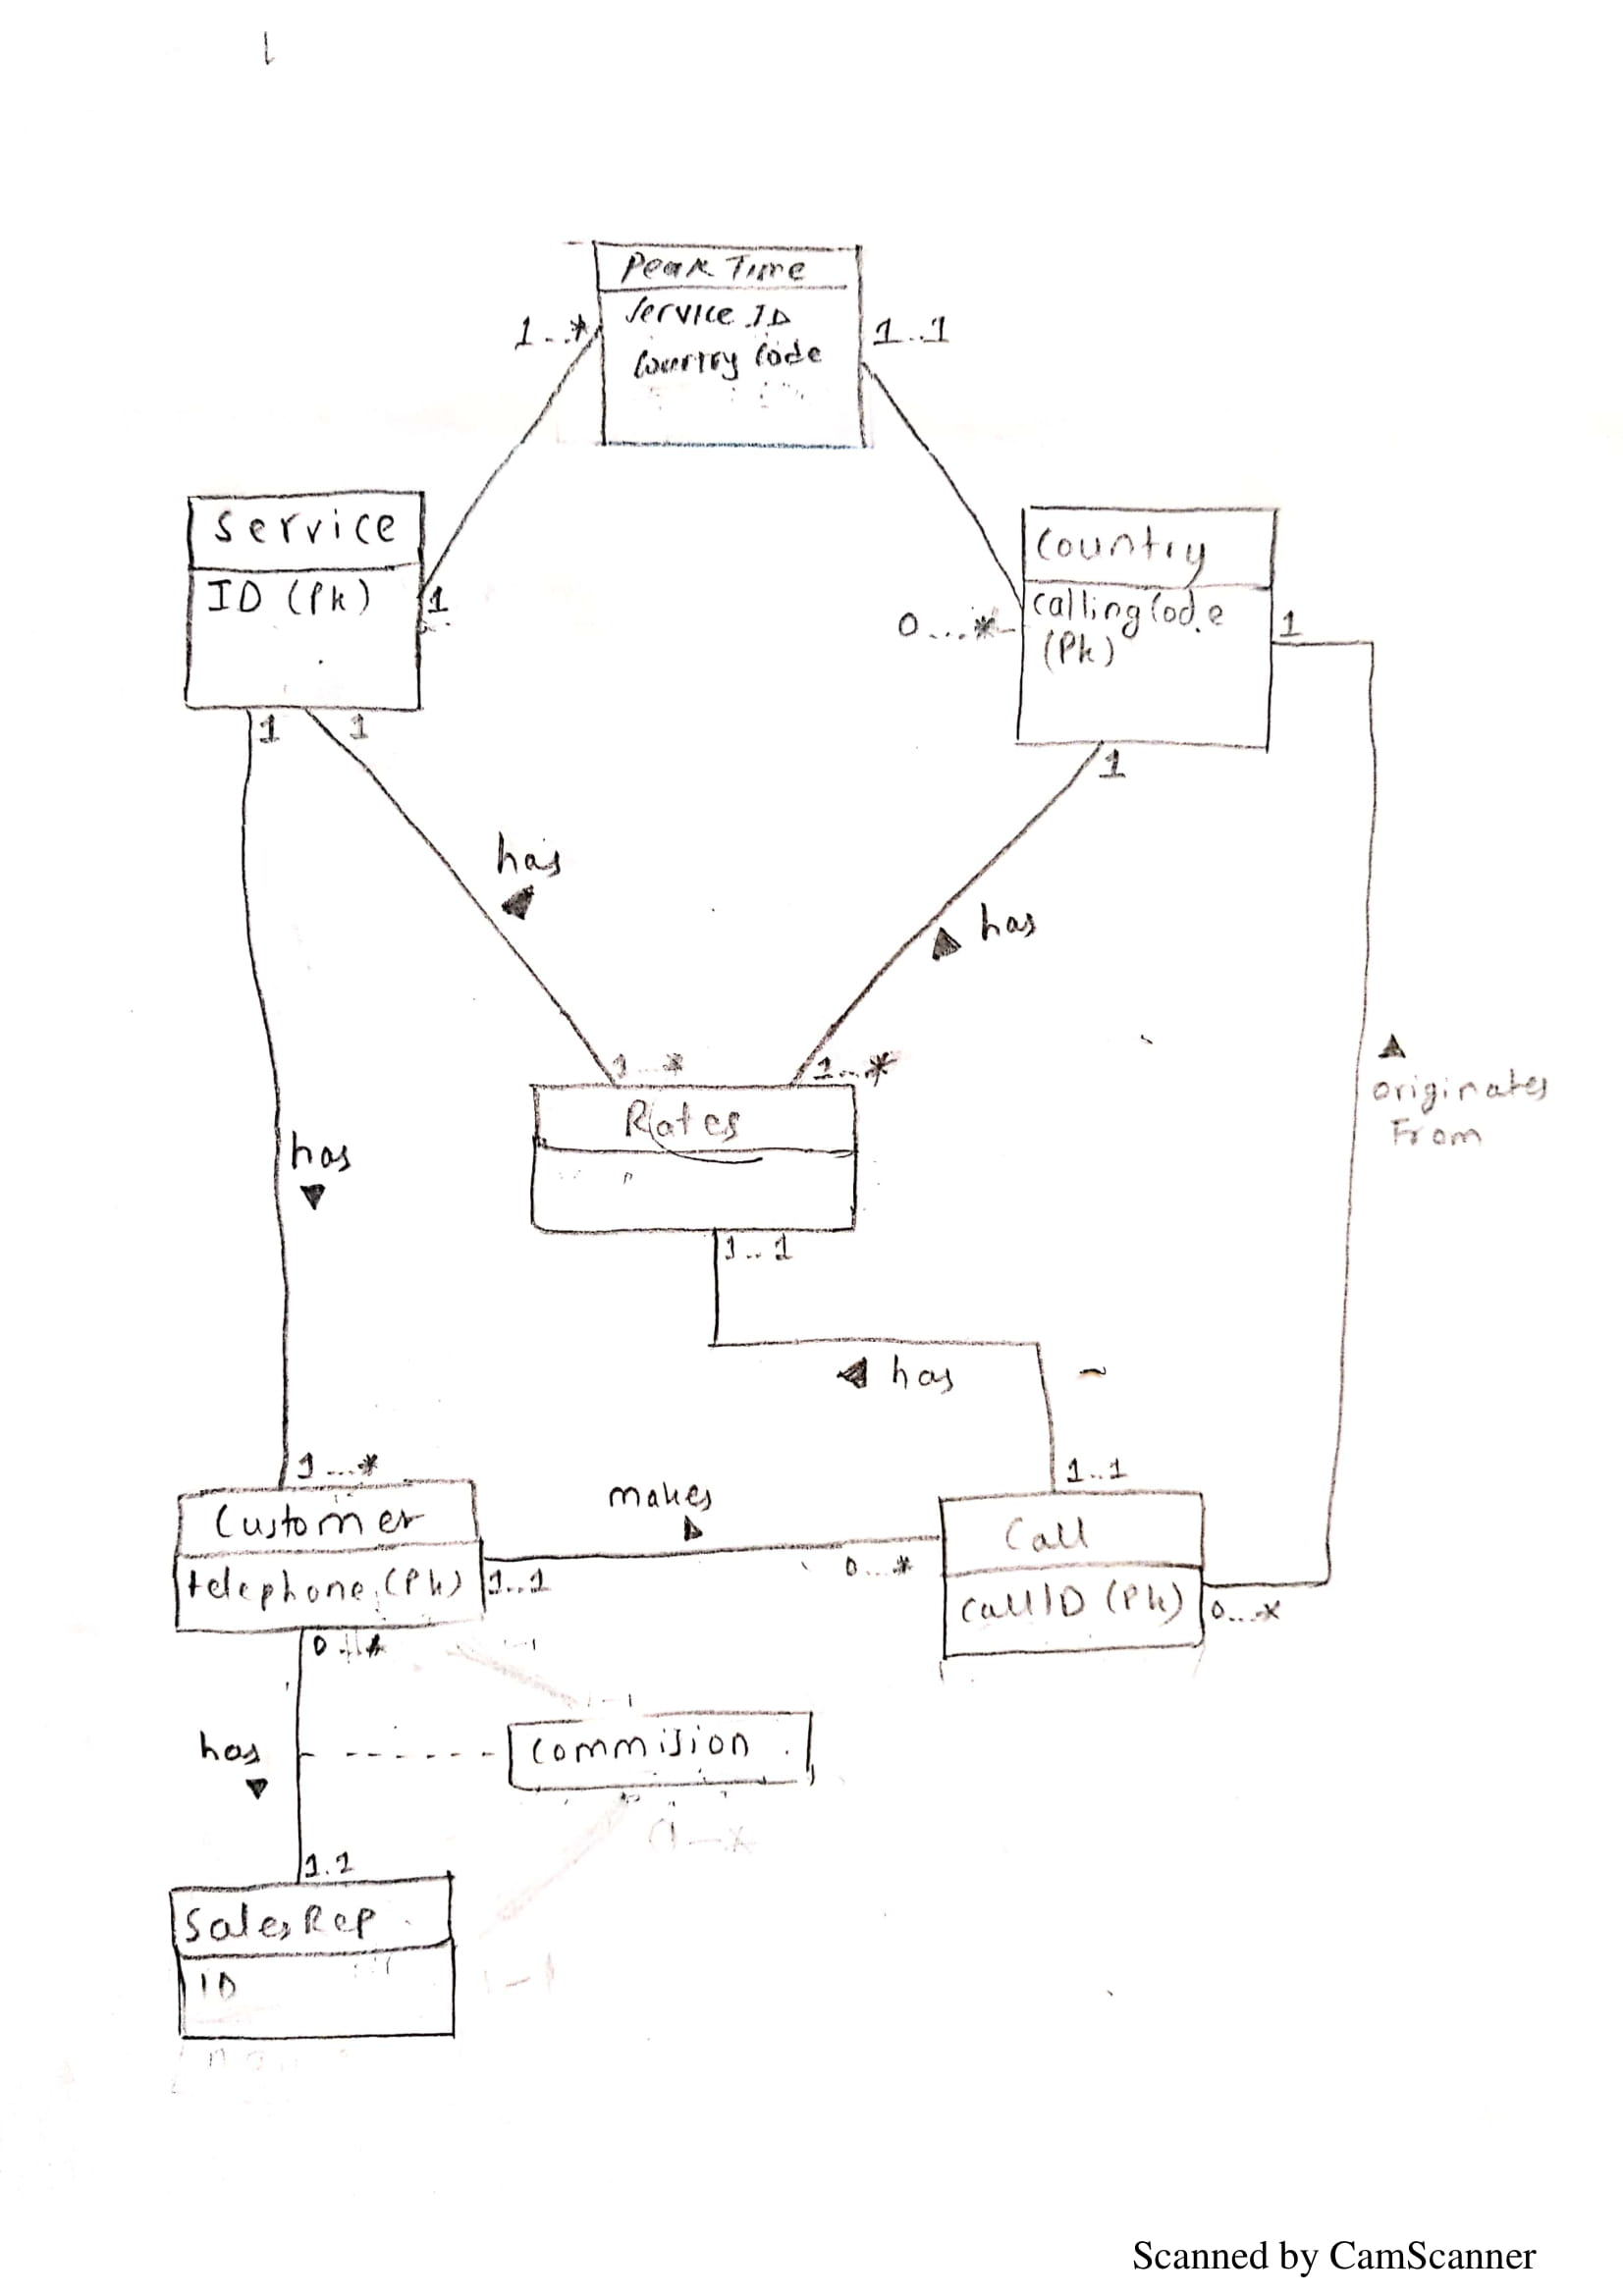 Peak Time
Service ID
Country Code
1..*
1..1
Service
ID (Pk)
1
Country
Calling Code
(Pk)
0...*
1
1
1
1
has
has
1...*
1...*
Rates
originates
From
has
1..1
has
1...*
1..1
Customer
telephone (Pk)
makes
1..1
0...*
Call
CallID (Pk)
0...*
0...*
has
Commision
1.1
SalesRep
ID
Scanned by CamScanner